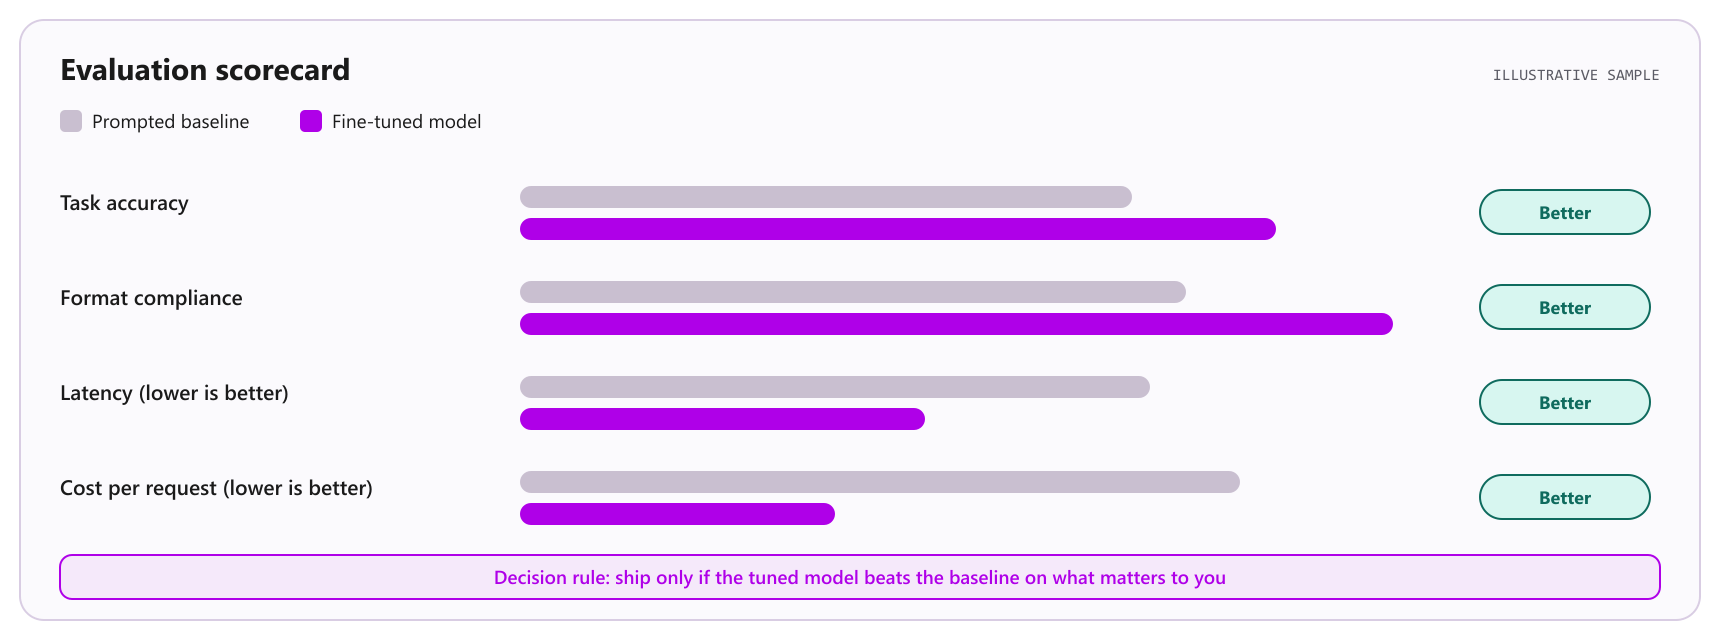 Evaluation scorecard
ILLUSTRATIVE SAMPLE
Prompted baseline
Fine-tuned model
Task accuracy
Better
Format compliance
Better
Latency (lower is better)
Better
Cost per request (lower is better)
Better
Decision rule: ship only if the tuned model beats the baseline on what matters to you